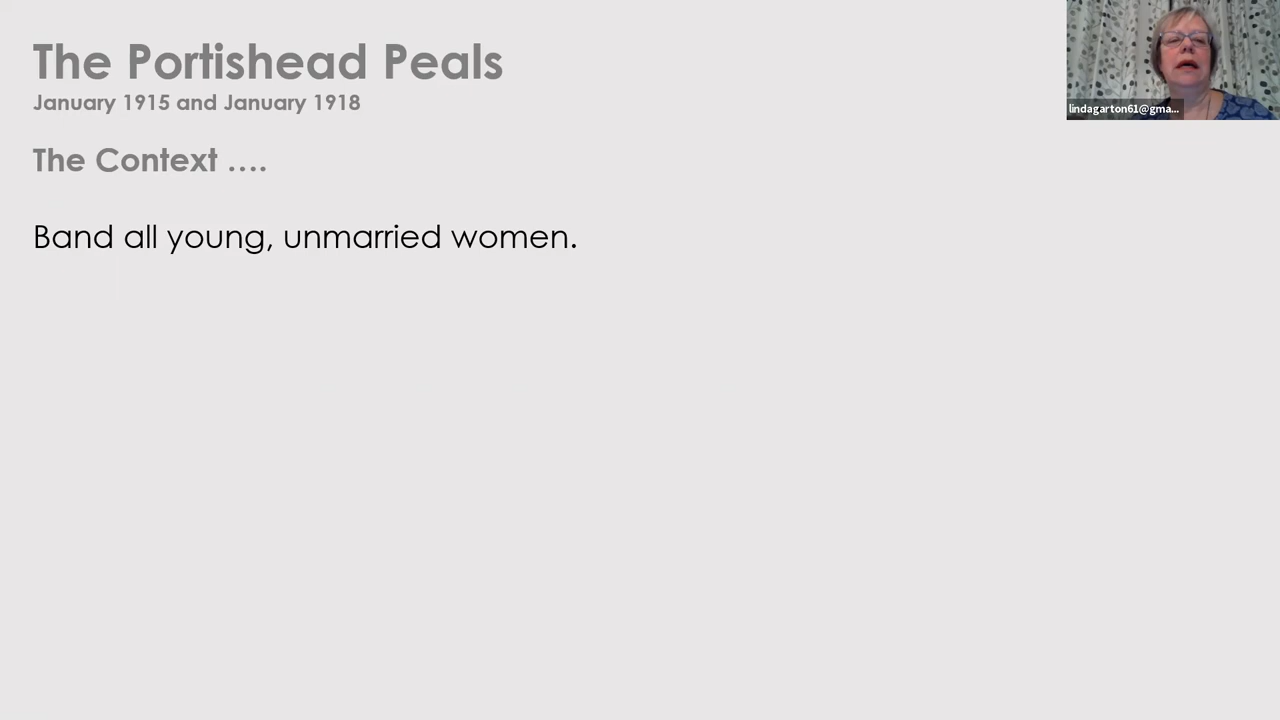 The Portishead Peals
January 1915 and January 1918
The Context ....
Band all young, unmarried women.
lindagarton61@gma...